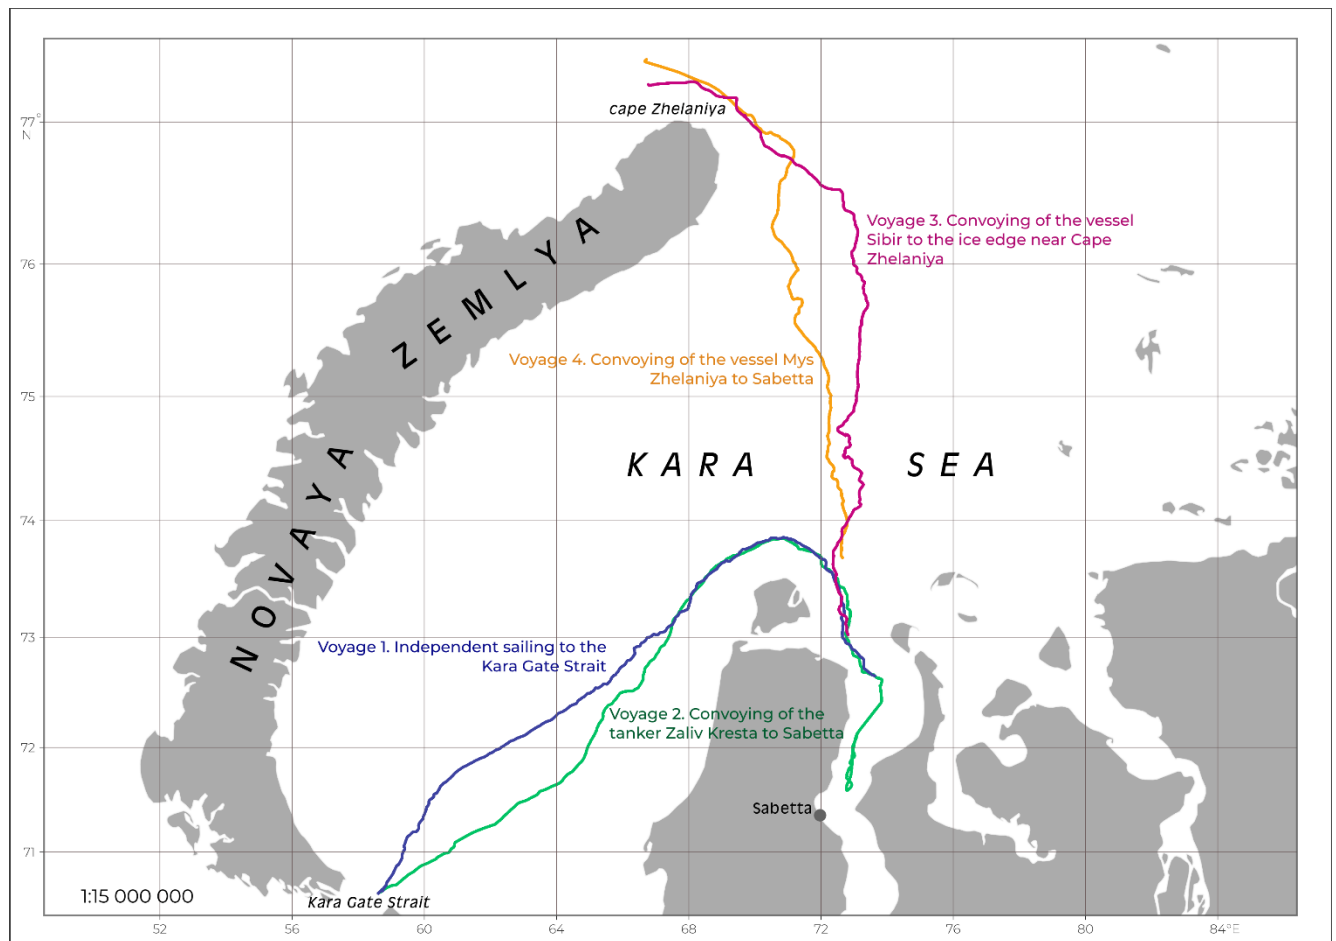 cape Zhelaniya
77°
N
Voyage 3. Convoying of the vessel
Sibir to the ice edge near Cape
Zhelaniya
NOVAYA ZEMLYA
76
Voyage 4. Convoying of the vessel Mys
Zhelaniya to Sabetta
75
KARA SEA
74
73
Voyage 1. Independent sailing to the
Kara Gate Strait
Voyage 2. Convoying of the
tanker Zaliv Kresta to Sabetta
72
Sabetta
71
1:15 000 000
Kara Gate Strait
52 56 60 64 68 72 76 80 84°E